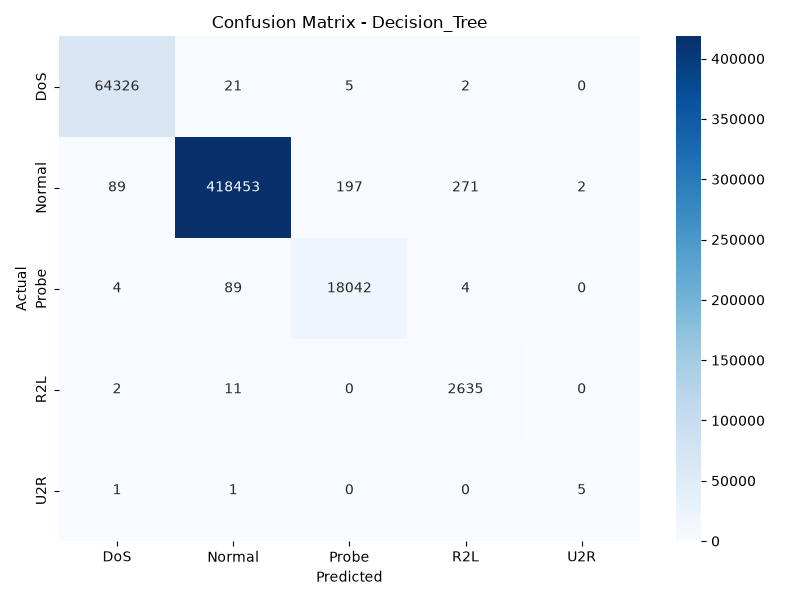 Confusion Matrix - Decision_Tree
DoS 64326 21 5 2 0
Normal 89 418453 197 271 2
Probe 4 89 18042 4 0
R2L 2 11 0 2635 0
U2R 1 1 0 0 5
Actual
DoS Normal Probe R2L U2R
Predicted
400000
350000
300000
250000
200000
150000
100000
50000
0